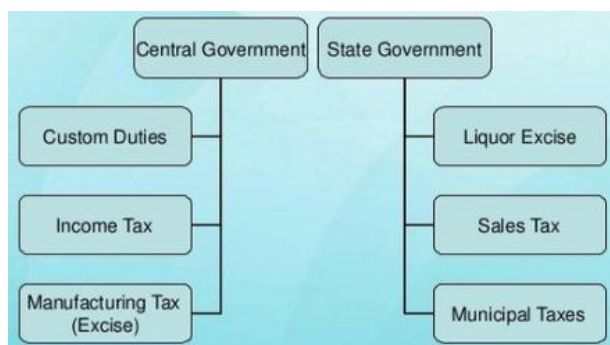 Central Government
State Government
Custom Duties
Liquor Excise
Income Tax
Sales Tax
Manufacturing Tax
(Excise)
Municipal Taxes